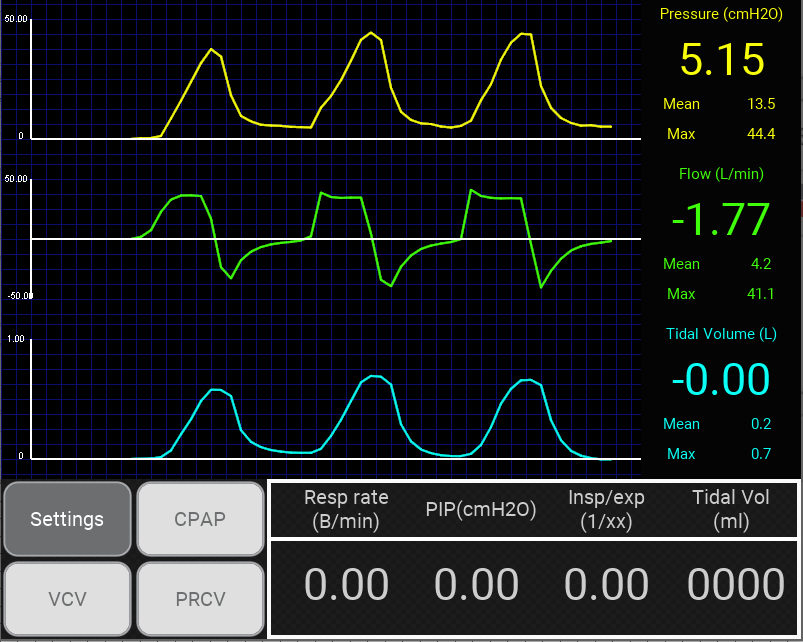 50.00
0
Pressure (cmH2O)
5.15
Mean 13.5
Max 44.4
50.00
-50.00
Flow (L/min)
-1.77
Mean 4.2
Max 41.1
1.00
0
Tidal Volume (L)
-0.00
Mean 0.2
Max 0.7
Settings
CPAP
VCV
PRCV
Resp rate
(B/min)
PIP(cmH2O)
Insp/exp
(1/xx)
Tidal Vol
(ml)
0.00
0.00
0.00
0000